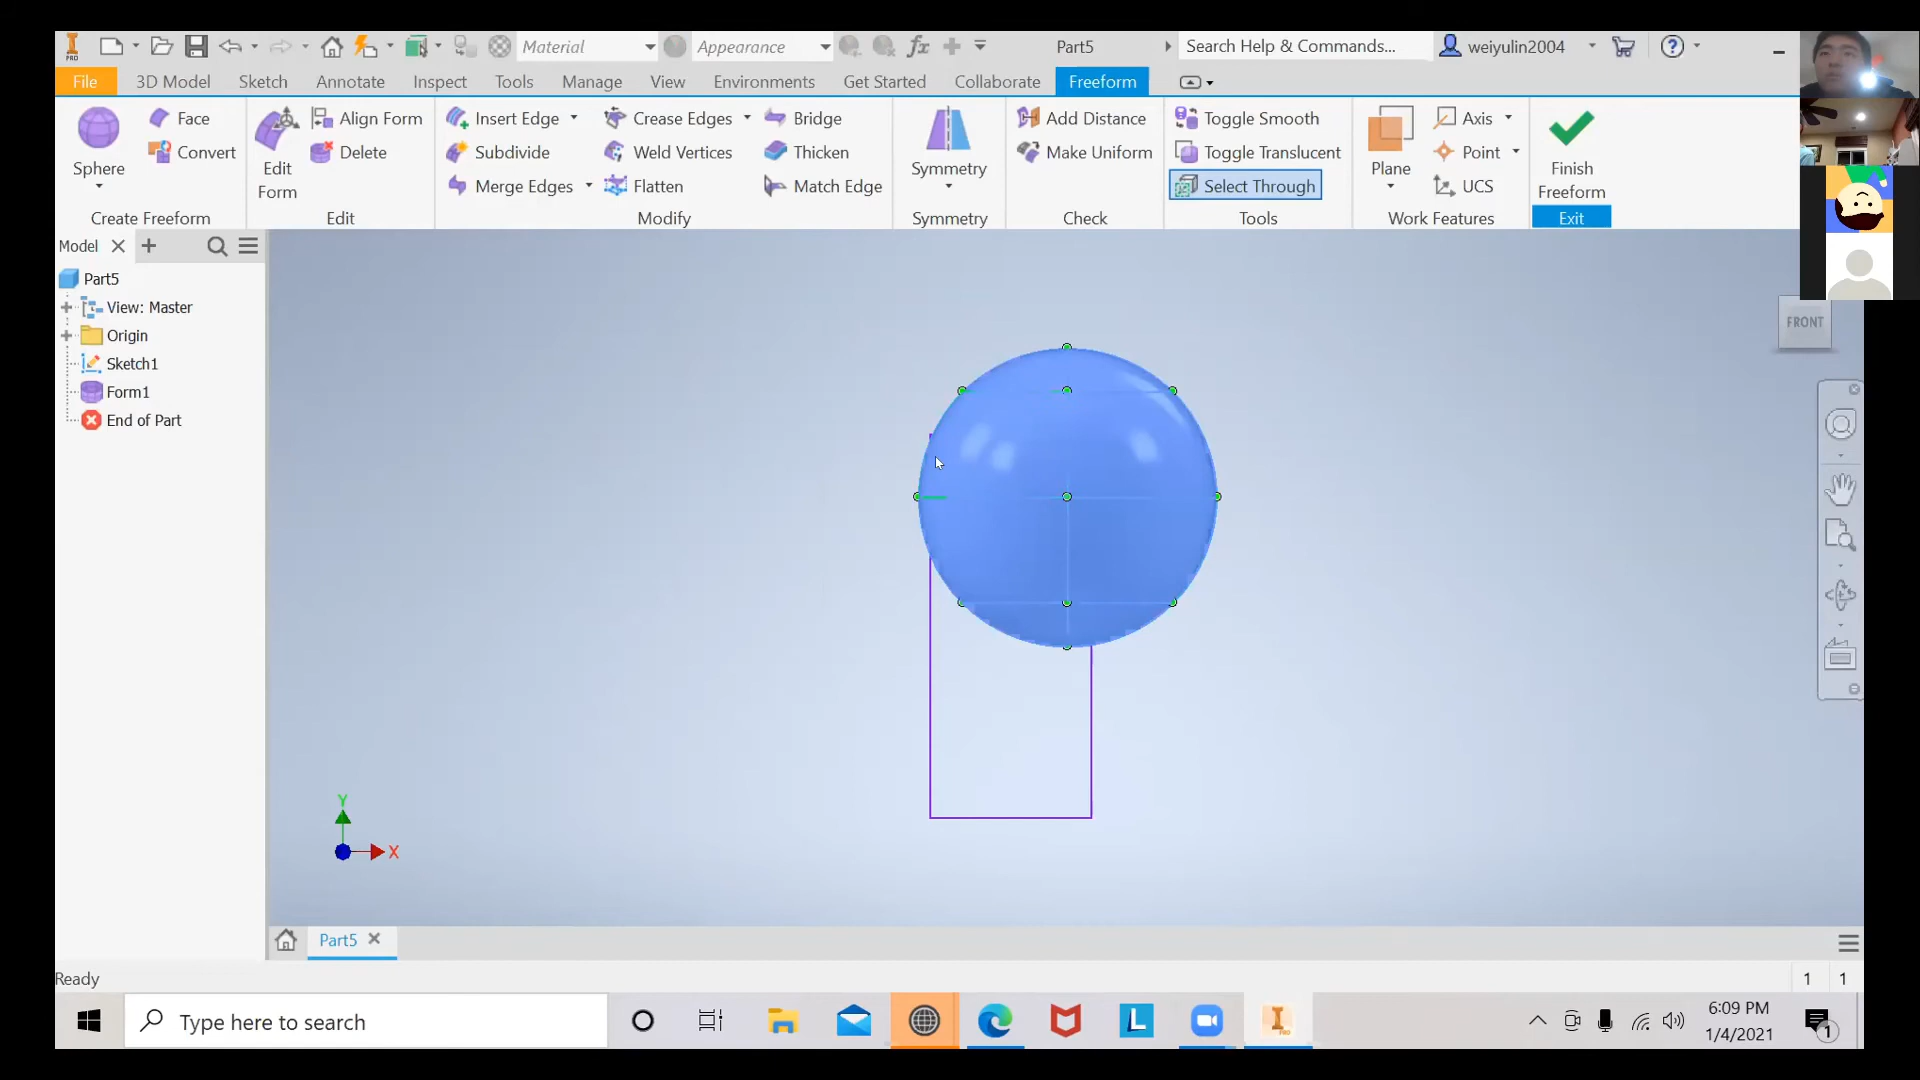 PRO Material Appearance fx Part5 Search Help & Commands... weiyulin2004 ?
File 3D Model Sketch Annotate Inspect Tools Manage View Environments Get Started Collaborate Freeform
Sphere
Face
Convert
Create Freeform
Edit
Form
Align Form
Delete
Edit
Insert Edge
Subdivide
Merge Edges
Crease Edges
Weld Vertices
Flatten
Bridge
Thicken
Match Edge
Modify
Symmetry
Symmetry
Add Distance
Make Uniform
Check
Toggle Smooth
Toggle Translucent
Select Through
Tools
Plane
Axis
Point
UCS
Work Features
Finish
Freeform
Exit
Model
Part5
View: Master
Origin
Sketch1
Form1
End of Part
FRONT
Y
X
Part5
Ready 1 1
Type here to search
L
PRO
6:09 PM
1/4/2021
1